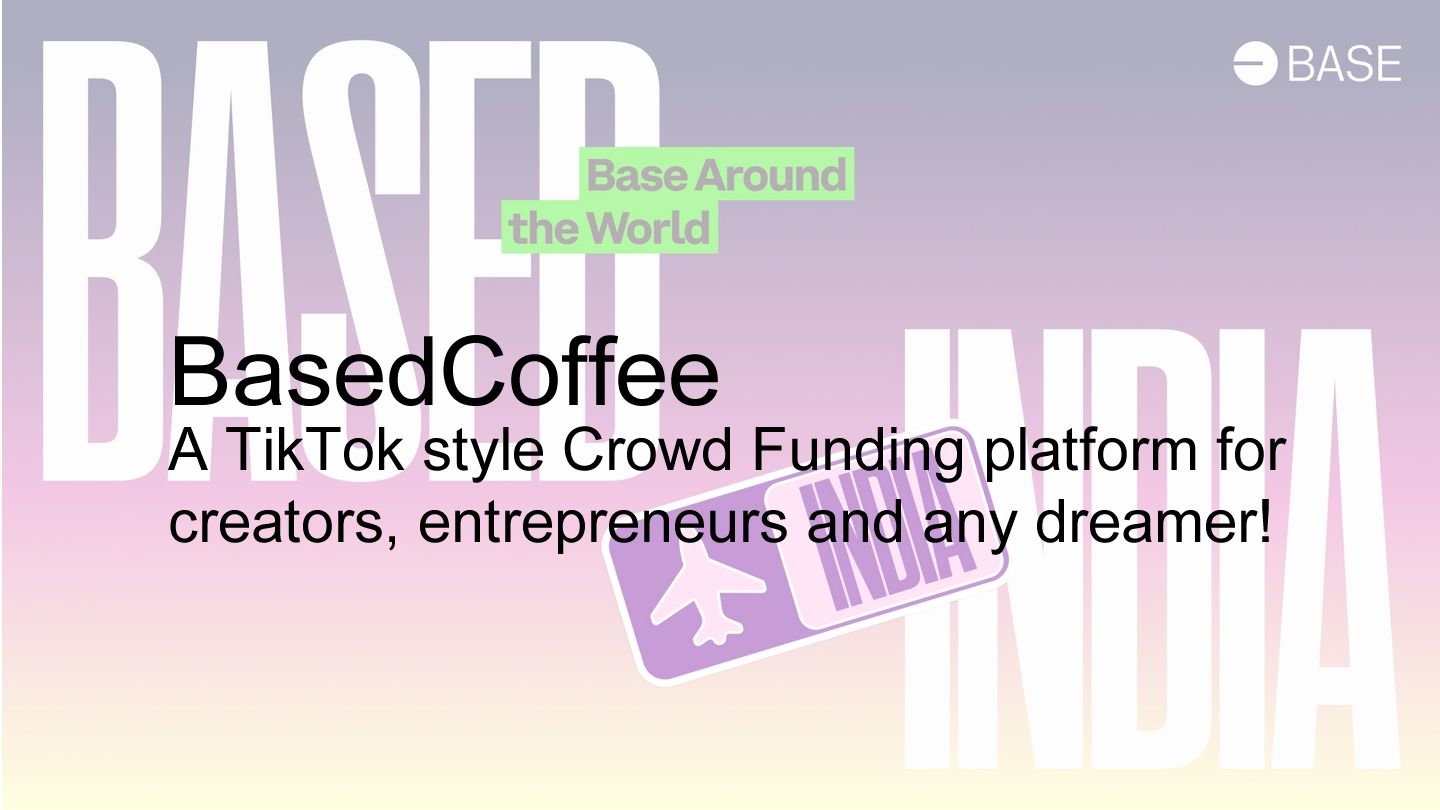 BASED
BASE
Base Around
the World
INDIA
BasedCoffee
A TikTok style Crowd Funding platform for
creators, entrepreneurs and any dreamer!
INDIA